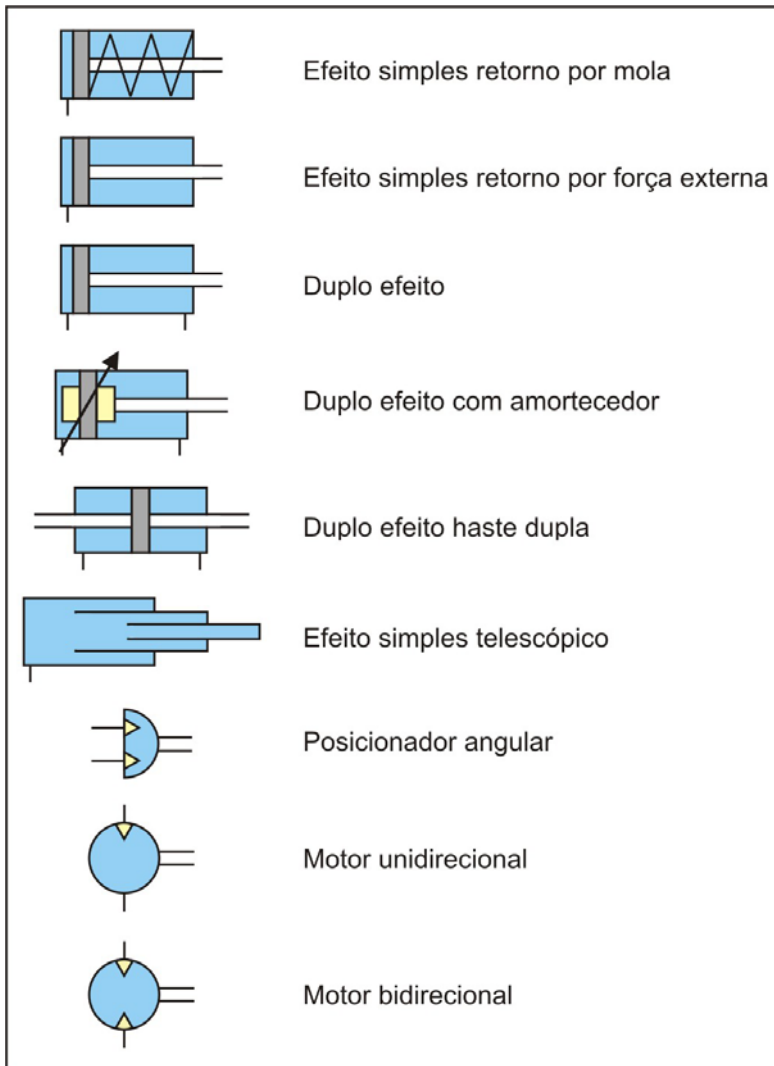 Efeito simples retorno por mola
Efeito simples retorno por força externa
Duplo efeito
Duplo efeito com amortecedor
Duplo efeito haste dupla
Efeito simples telescópico
Posicionador angular
Motor unidirecional
Motor bidirecional